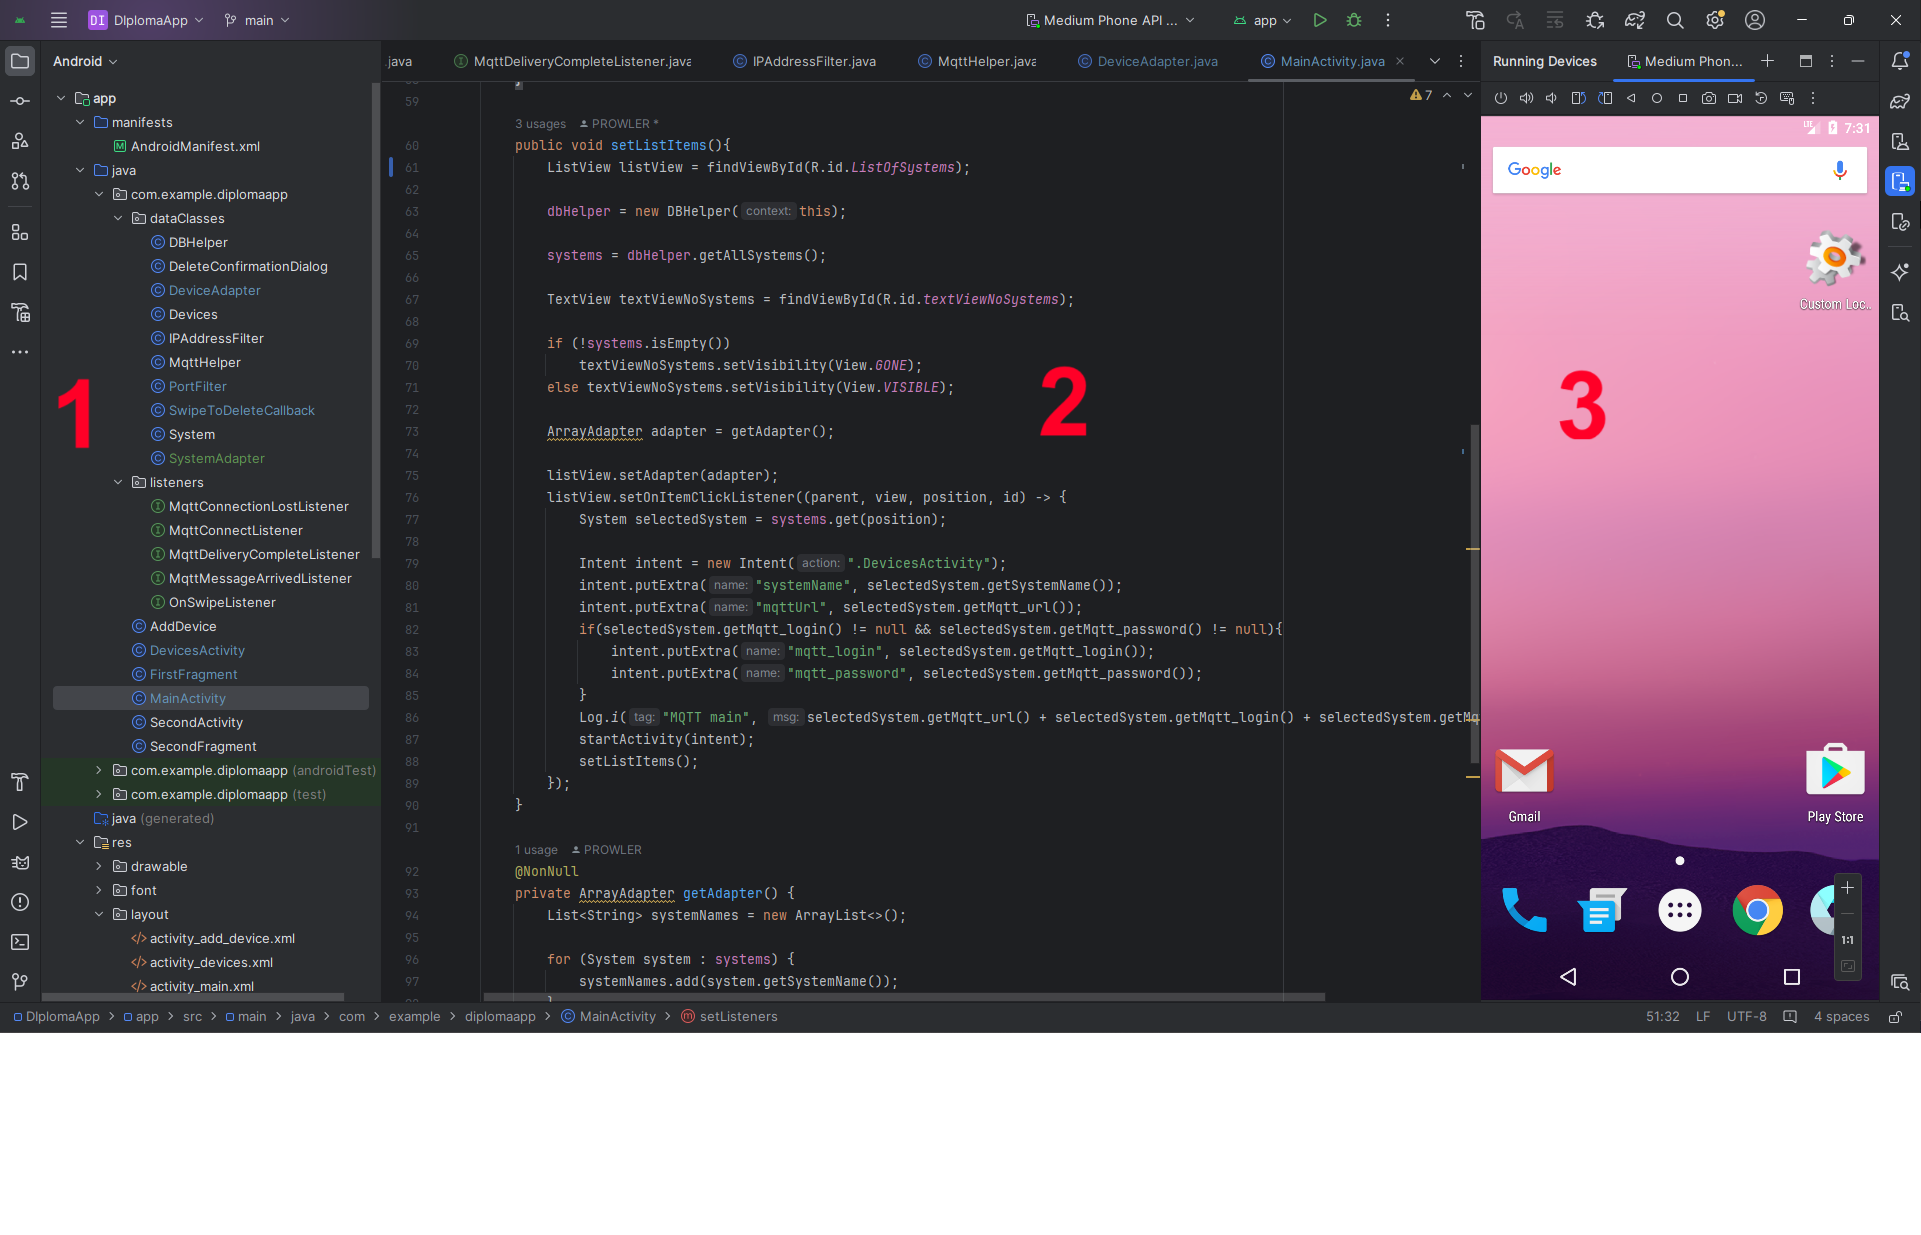 DI DIplomaApp main Medium Phone API ... app
Android
app
manifests
AndroidManifest.xml
java
com.example.diplomaapp
dataClasses
DBHelper
DeleteConfirmationDialog
DeviceAdapter
Devices
IPAddressFilter
MqttHelper
PortFilter
SwipeToDeleteCallback
System
SystemAdapter
listeners
MqttConnectionLostListener
MqttConnectListener
MqttDeliveryCompleteListener
MqttMessageArrivedListener
OnSwipeListener
AddDevice
DevicesActivity
FirstFragment
MainActivity
SecondActivity
SecondFragment
com.example.diplomaapp (androidTest)
com.example.diplomaapp (test)
java (generated)
res
drawable
font
layout
activity_add_device.xml
activity_devices.xml
activity_main.xml
1
.java MqttDeliveryCompleteListener.java IPAddressFilter.java MqttHelper.java DeviceAdapter.java MainActivity.java
7
59
3 usages PROWLER *
60 public void setListItems(){
61 ListView listView = findViewById(R.id.ListOfSystems);
62
63 dbHelper = new DBHelper( context: this);
64
65 systems = dbHelper.getAllSystems();
66
67 TextView textViewNoSystems = findViewById(R.id.textViewNoSystems);
68
69 if (!systems.isEmpty())
70 textViewNoSystems.setVisibility(View.GONE);
71 else textViewNoSystems.setVisibility(View.VISIBLE);
72
73 ArrayAdapter adapter = getAdapter();
74
75 listView.setAdapter(adapter);
76 listView.setOnItemClickListener((parent, view, position, id) -> {
77 System selectedSystem = systems.get(position);
78
79 Intent intent = new Intent( action: ".DevicesActivity");
80 intent.putExtra( name: "systemName", selectedSystem.getSystemName());
81 intent.putExtra( name: "mqttUrl", selectedSystem.getMqtt_url());
82 if(selectedSystem.getMqtt_login() != null && selectedSystem.getMqtt_password() != null){
83 intent.putExtra( name: "mqtt_login", selectedSystem.getMqtt_login());
84 intent.putExtra( name: "mqtt_password", selectedSystem.getMqtt_password());
85 }
86 Log.i( tag: "MQTT main", msg: selectedSystem.getMqtt_url() + selectedSystem.getMqtt_login() + selectedSystem.getMq
87 startActivity(intent);
88 setListItems();
89 });
90 }
91
1 usage PROWLER
92 @NonNull
93 private ArrayAdapter getAdapter() {
94 List<String> systemNames = new ArrayList<>();
95
96 for (System system : systems) {
97 systemNames.add(system.getSystemName());
2
Running Devices Medium Phon...
LTE 7:31
Google
Custom Loc..
3
Gmail Play Store
1:1
DIplomaApp > app > src > main > java > com > example > diplomaapp > MainActivity > setListeners
51:32 LF UTF-8 4 spaces